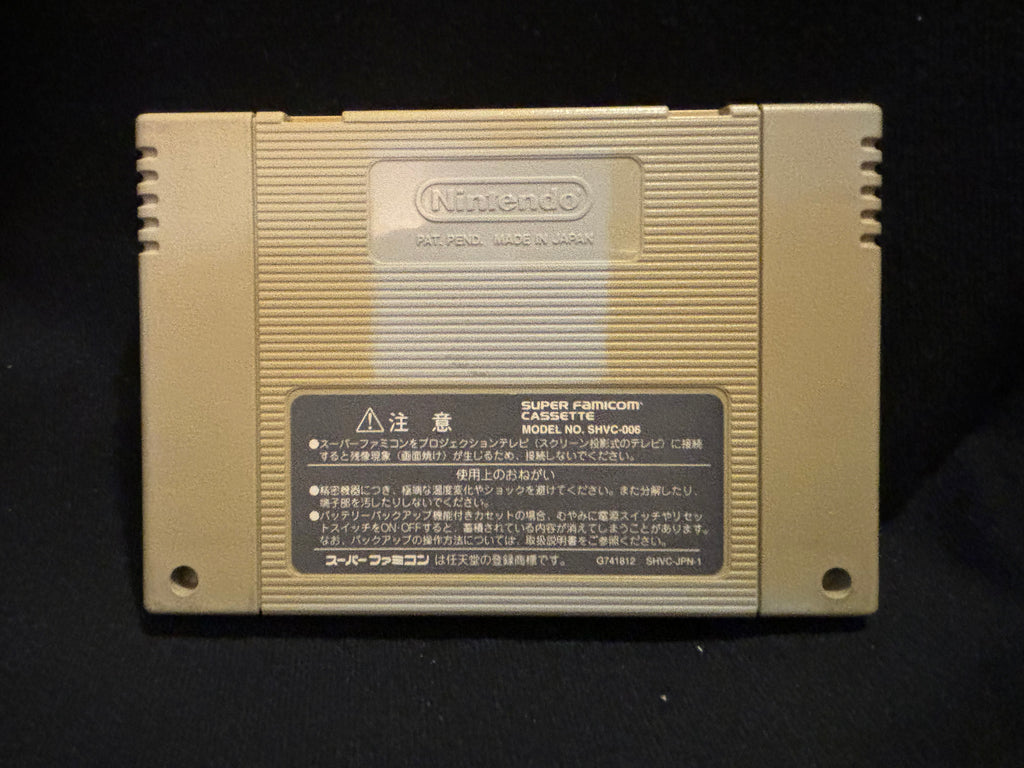 Nintendo
PAT. PEND. MADE IN JAPAN
注意
SUPER FAMICOM
CASSETTE
MODEL NO. SHVC-006
●スーパーファミコンをプロジェクションテレビ(スクリーン投影式のテレビ)に接続
すると残像現象(画面焼け)が生じるため、接続しないでください。
使用上のおねがい
●精密機器につき、極端な温度変化やショックを避けてください。また分解したり、
端子部を汚したりしないでください。
●バッテリーバックアップ機能付きカセットの場合、むやみに電源スイッチやリセッ
トスイッチをON・OFFすると、蓄積されている内容が消えてしまうことがあります。
なお、バックアップの操作方法については、取扱説明書をご参照ください。
スーパーファミコンは任天堂の登録商標です。 G741812 SHVC-JPN-1